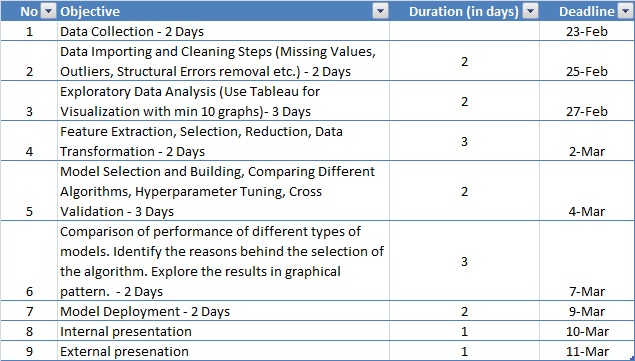 No Objective Duration (in days) Deadline
1 Data Collection - 2 Days 23-Feb
Data Importing and Cleaning Steps (Missing Values,
2 Outliers, Structural Errors removal etc.) - 2 Days 2 25-Feb
Exploratory Data Analysis (Use Tableau for
3 Visualization with min 10 graphs)- 3 Days 2 27-Feb
Feature Extraction, Selection, Reduction, Data
4 Transformation - 2 Days 3 2-Mar
Model Selection and Building, Comparing Different
Algorithms, Hyperparameter Tuning, Cross
5 Validation - 3 Days 2 4-Mar
Comparison of performance of different types of
models. Identify the reasons behind the selection of
the algorithm. Explore the results in graphical
6 pattern.  - 2 Days 3 7-Mar
7 Model Deployment - 2 Days 2 9-Mar
8 Internal presentation 1 10-Mar
9 External presenation 1 11-Mar